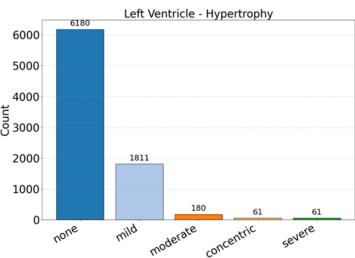 Left Ventricle - Hypertrophy
6180
6000
5000
4000
3000
2000
1000
0
Count
1811
180
61
61
none
mild
moderate
concentric
severe